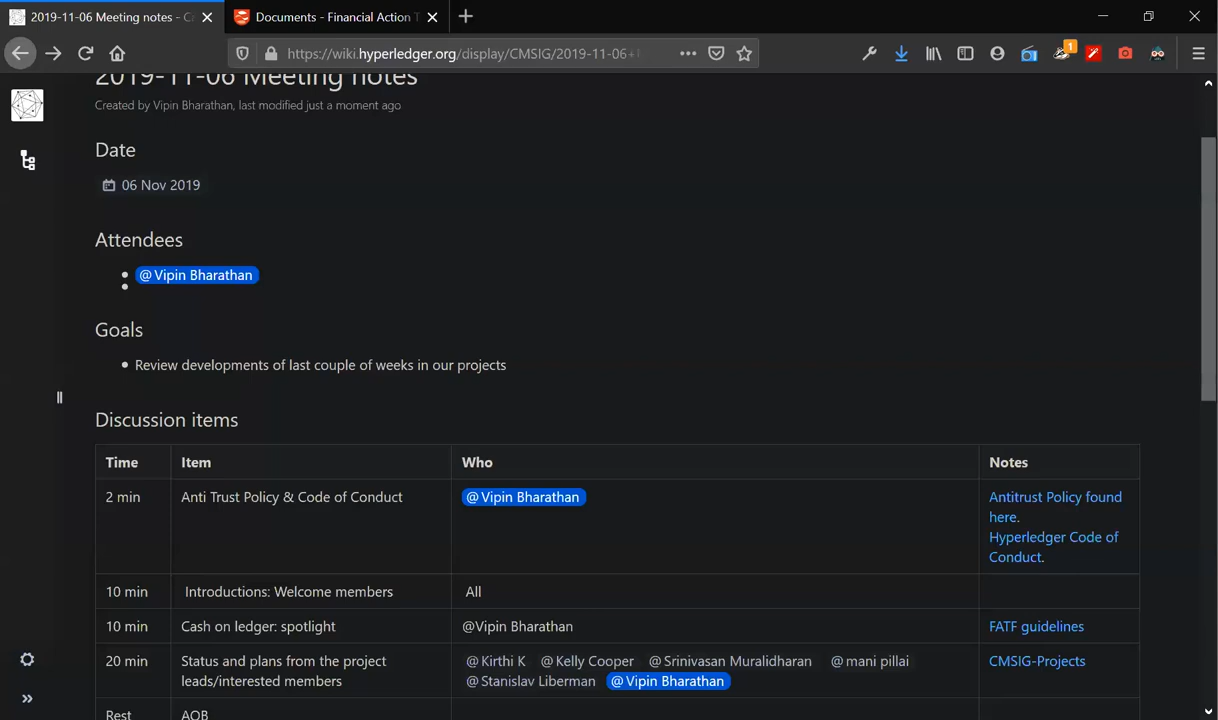 2019-11-06 Meeting notes - C
Documents - Financial Action T
https://wiki.hyperledger.org/display/CMSIG/2019-11-06+
1
2019-11-06 Meeting notes
Created by Vipin Bharathan, last modified just a moment ago
Date
06 Nov 2019
Attendees
@Vipin Bharathan
Goals
Review developments of last couple of weeks in our projects
Discussion items
Time Item Who Notes
2 min Anti Trust Policy & Code of Conduct @Vipin Bharathan Antitrust Policy found
here.
Hyperledger Code of
Conduct.
10 min Introductions: Welcome members All
10 min Cash on ledger: spotlight @Vipin Bharathan FATF guidelines
20 min Status and plans from the project @Kirthi K @Kelly Cooper @Srinivasan Muralidharan @mani pillai CMSIG-Projects
leads/interested members @Stanislav Liberman @Vipin Bharathan
Rest AOB